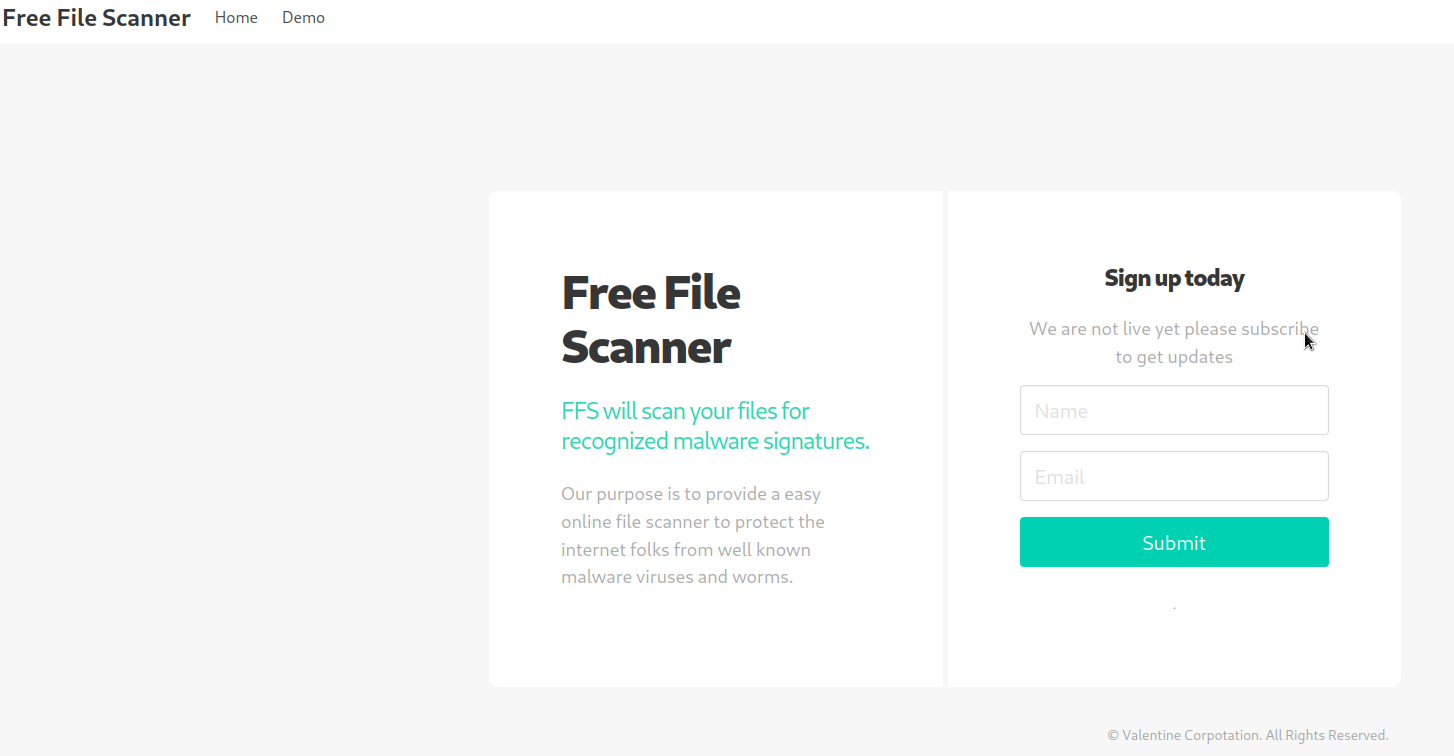 Free File Scanner Home Demo
Free File
Scanner
FFS will scan your files for
recognized malware signatures.
Our purpose is to provide a easy
online file scanner to protect the
internet folks from well known
malware viruses and worms.
Sign up today
We are not live yet please subscribe
to get updates
Name
Email
Submit
.
© Valentine Corpotation. All Rights Reserved.